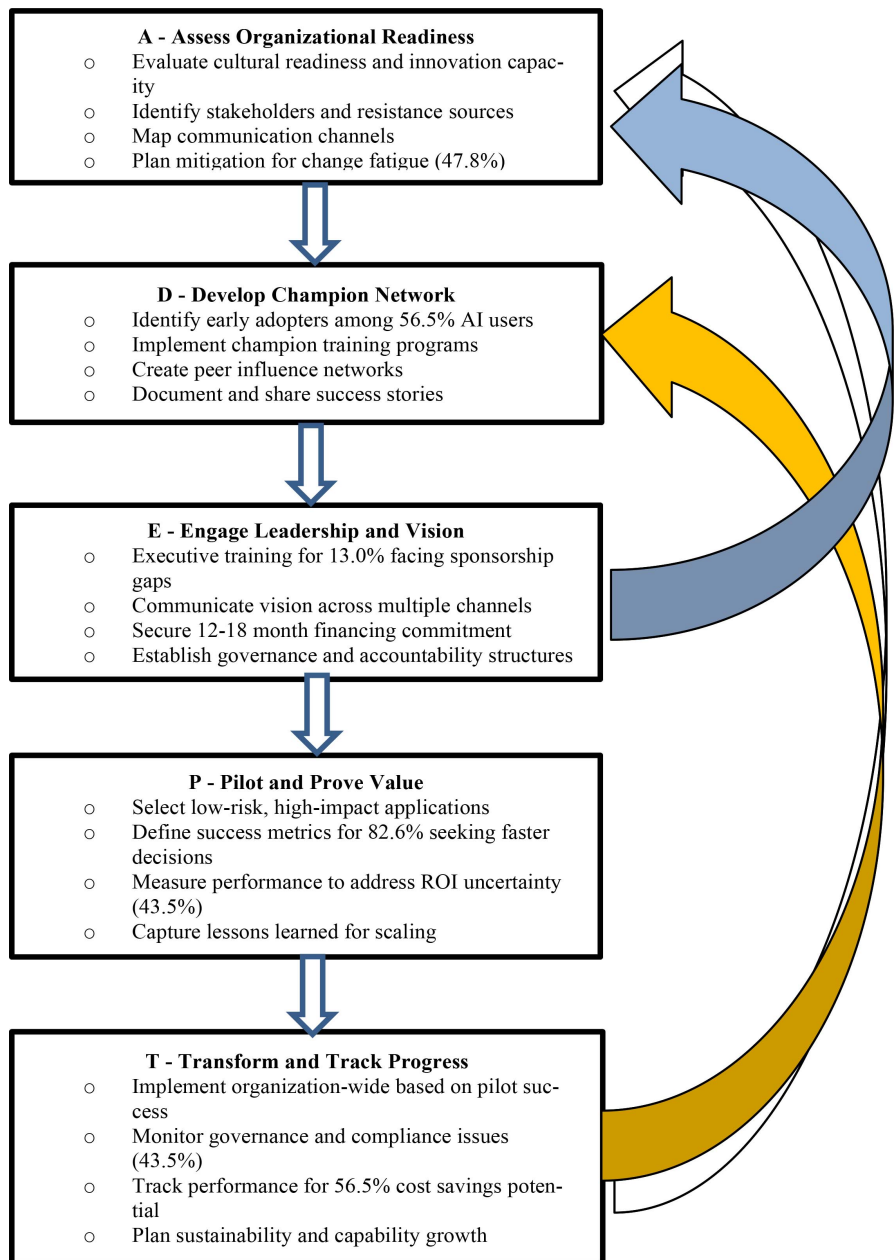 A - Assess Organizational Readiness
o Evaluate cultural readiness and innovation capac-
ity
o Identify stakeholders and resistance sources
o Map communication channels
o Plan mitigation for change fatigue (47.8%)
D - Develop Champion Network
o Identify early adopters among 56.5% AI users
o Implement champion training programs
o Create peer influence networks
o Document and share success stories
E - Engage Leadership and Vision
o Executive training for 13.0% facing sponsorship
gaps
o Communicate vision across multiple channels
o Secure 12-18 month financing commitment
o Establish governance and accountability structures
P - Pilot and Prove Value
o Select low-risk, high-impact applications
o Define success metrics for 82.6% seeking faster
decisions
o Measure performance to address ROI uncertainty
(43.5%)
o Capture lessons learned for scaling
T - Transform and Track Progress
o Implement organization-wide based on pilot suc-
cess
o Monitor governance and compliance issues
(43.5%)
o Track performance for 56.5% cost savings poten-
tial
o Plan sustainability and capability growth